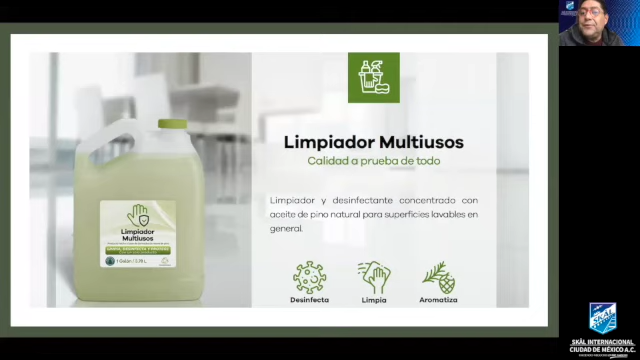 Limpiador Multiusos
Calidad a prueba de todo
Limpiador y desinfectante concentrado con
aceite de pino natural para superficies lavables en
general.
Desinfecta
Limpia
Aromatiza
Limpiador
Multiusos
1 Galón / 3.78 L
SKÅL
SKÅL INTERNACIONAL
CIUDAD DE MÉXICO A.C.